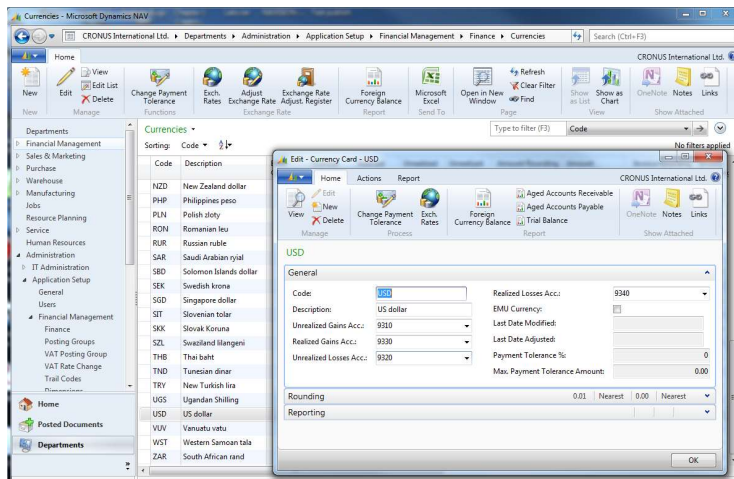 Currencies - Microsoft Dynamics NAV
CRONUS International Ltd. Departments Administration Application Setup Financial Management Finance Currencies
Search (Ctrl+F3)
Home
CRONUS International Ltd.
New
Edit
View
Edit List
Delete
Change Payment Tolerance
Exch. Rates
Adjust Exchange Rate
Exchange Rate Adjust. Register
Foreign Currency Balance
Microsoft Excel
Open in New Window
Refresh
Clear Filter
Find
Show as List
Show as Chart
OneNote
Notes
Links
New
Manage
Functions
Exchange Rate
Report
Send To
Page
View
Show Attached
Departments
Financial Management
Sales & Marketing
Purchase
Warehouse
Manufacturing
Jobs
Resource Planning
Service
Human Resources
Administration
IT Administration
Application Setup
General
Users
Financial Management
Finance
Posting Groups
VAT Posting Group
VAT Rate Change
Trail Codes
Dimensions
Home
Posted Documents
Departments
Currencies
Type to filter (F3)
Code
Sorting: Code
No filters applied
Code Description
NZD New Zealand dollar
PHP Philippines peso
PLN Polish zloty
RON Romanian leu
RUR Russian ruble
SAR Saudi Arabian ryial
SBD Solomon Islands dollar
SEK Swedish krona
SGD Singapore dollar
SIT Slovenian tolar
SKK Slovak Koruna
SZL Swaziland lilangeni
THB Thai baht
TND Tunesian dinar
TRY New Turkish lira
UGS Ugandan Shilling
USD US dollar
VUV Vanuatu vatu
WST Western Samoan tala
ZAR South African rand
Edit - Currency Card - USD
Home Actions Report
CRONUS International Ltd.
View
Edit
New
Delete
Change Payment Tolerance
Exch. Rates
Foreign Currency Balance
Aged Accounts Receivable
Aged Accounts Payable
Trial Balance
OneNote
Notes
Links
Manage
Process
Report
Show Attached
USD
General
Code: USD
Description: US dollar
Unrealized Gains Acc.: 9310
Realized Gains Acc.: 9330
Unrealized Losses Acc.: 9320
Realized Losses Acc.: 9340
EMU Currency:
Last Date Modified:
Last Date Adjusted:
Payment Tolerance %: 0
Max. Payment Tolerance Amount: 0.00
Rounding 0.01 Nearest 0.00 Nearest
Reporting
OK